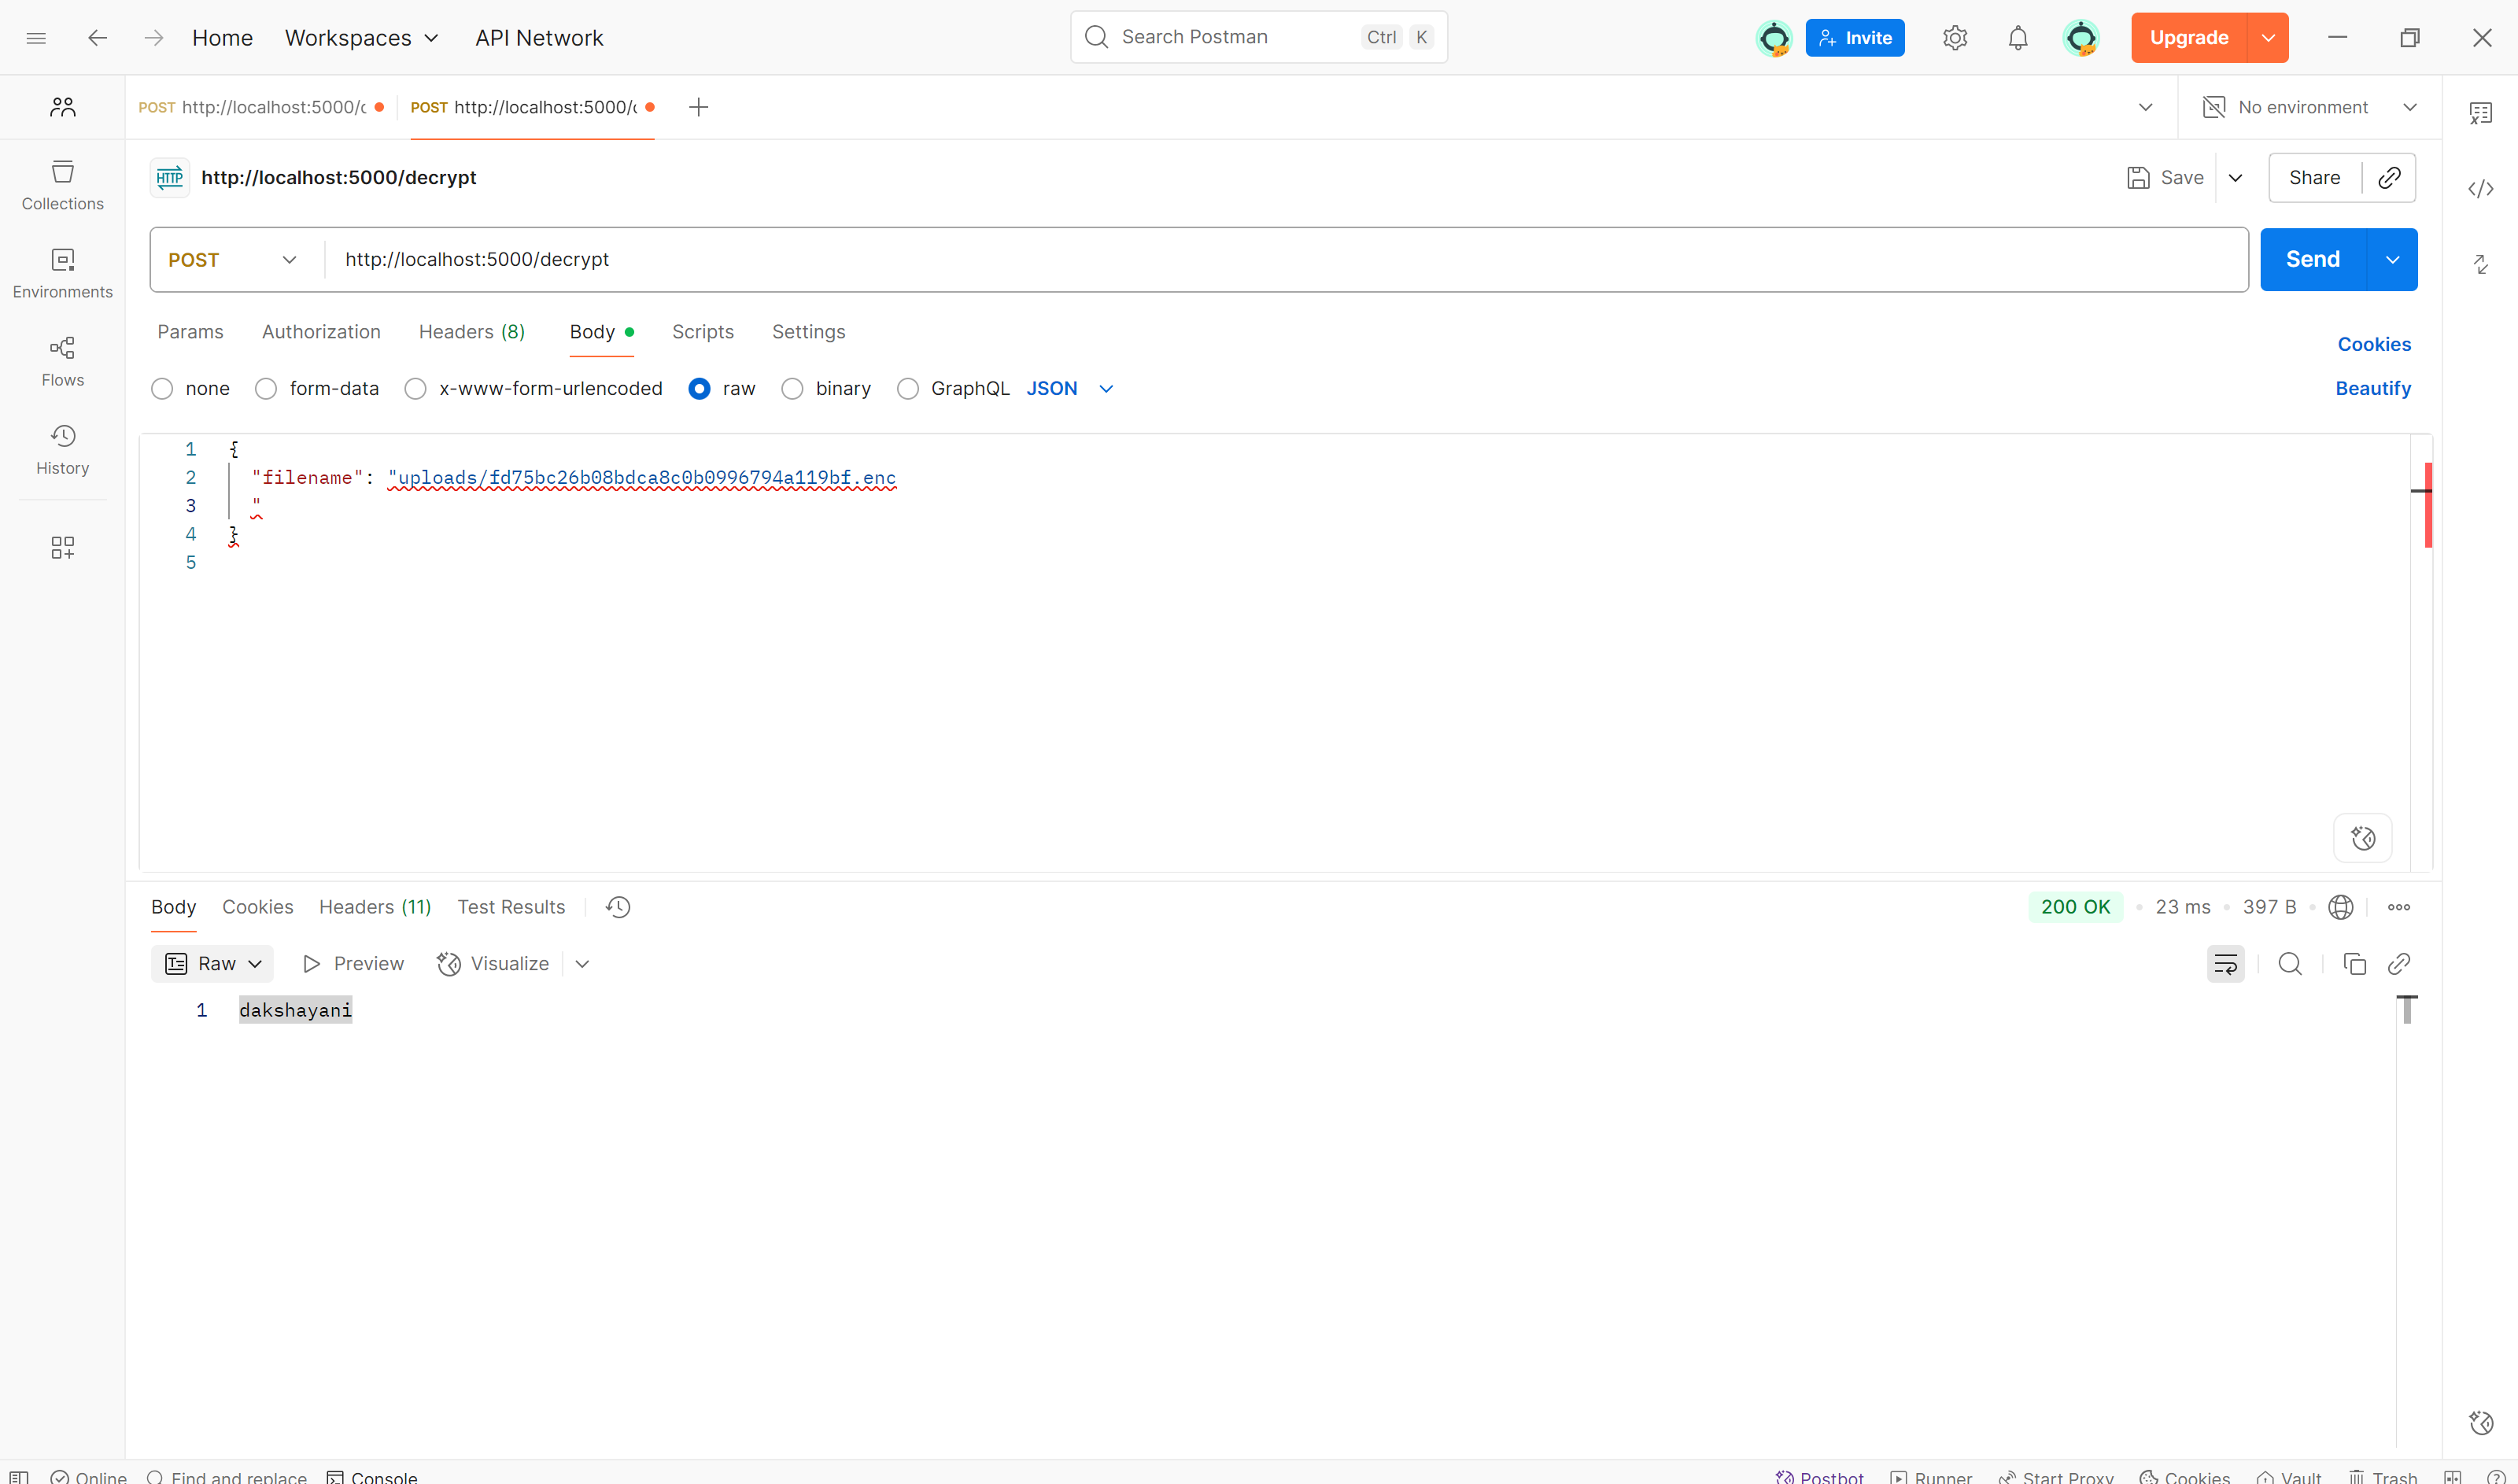 Home Workspaces API Network Search Postman Ctrl K Invite Upgrade
POST http://localhost:5000/ POST http://localhost:5000/ No environment
HTTP http://localhost:5000/decrypt Save Share
Collections
POST http://localhost:5000/decrypt Send
Environments
Params Authorization Headers (8) Body Scripts Settings Cookies
Flows
none form-data x-www-form-urlencoded raw binary GraphQL JSON Beautify
History
1 {
2 "filename": "uploads/fd75bc26b08bdca8c0b0996794a119bf.enc
3 "
4 }
5
Body Cookies Headers (11) Test Results 200 OK • 23 ms • 397 B
Raw Preview Visualize
1 dakshayani
Online Find and replace Console Postbot Runner Start Proxy Cookies Vault Trash